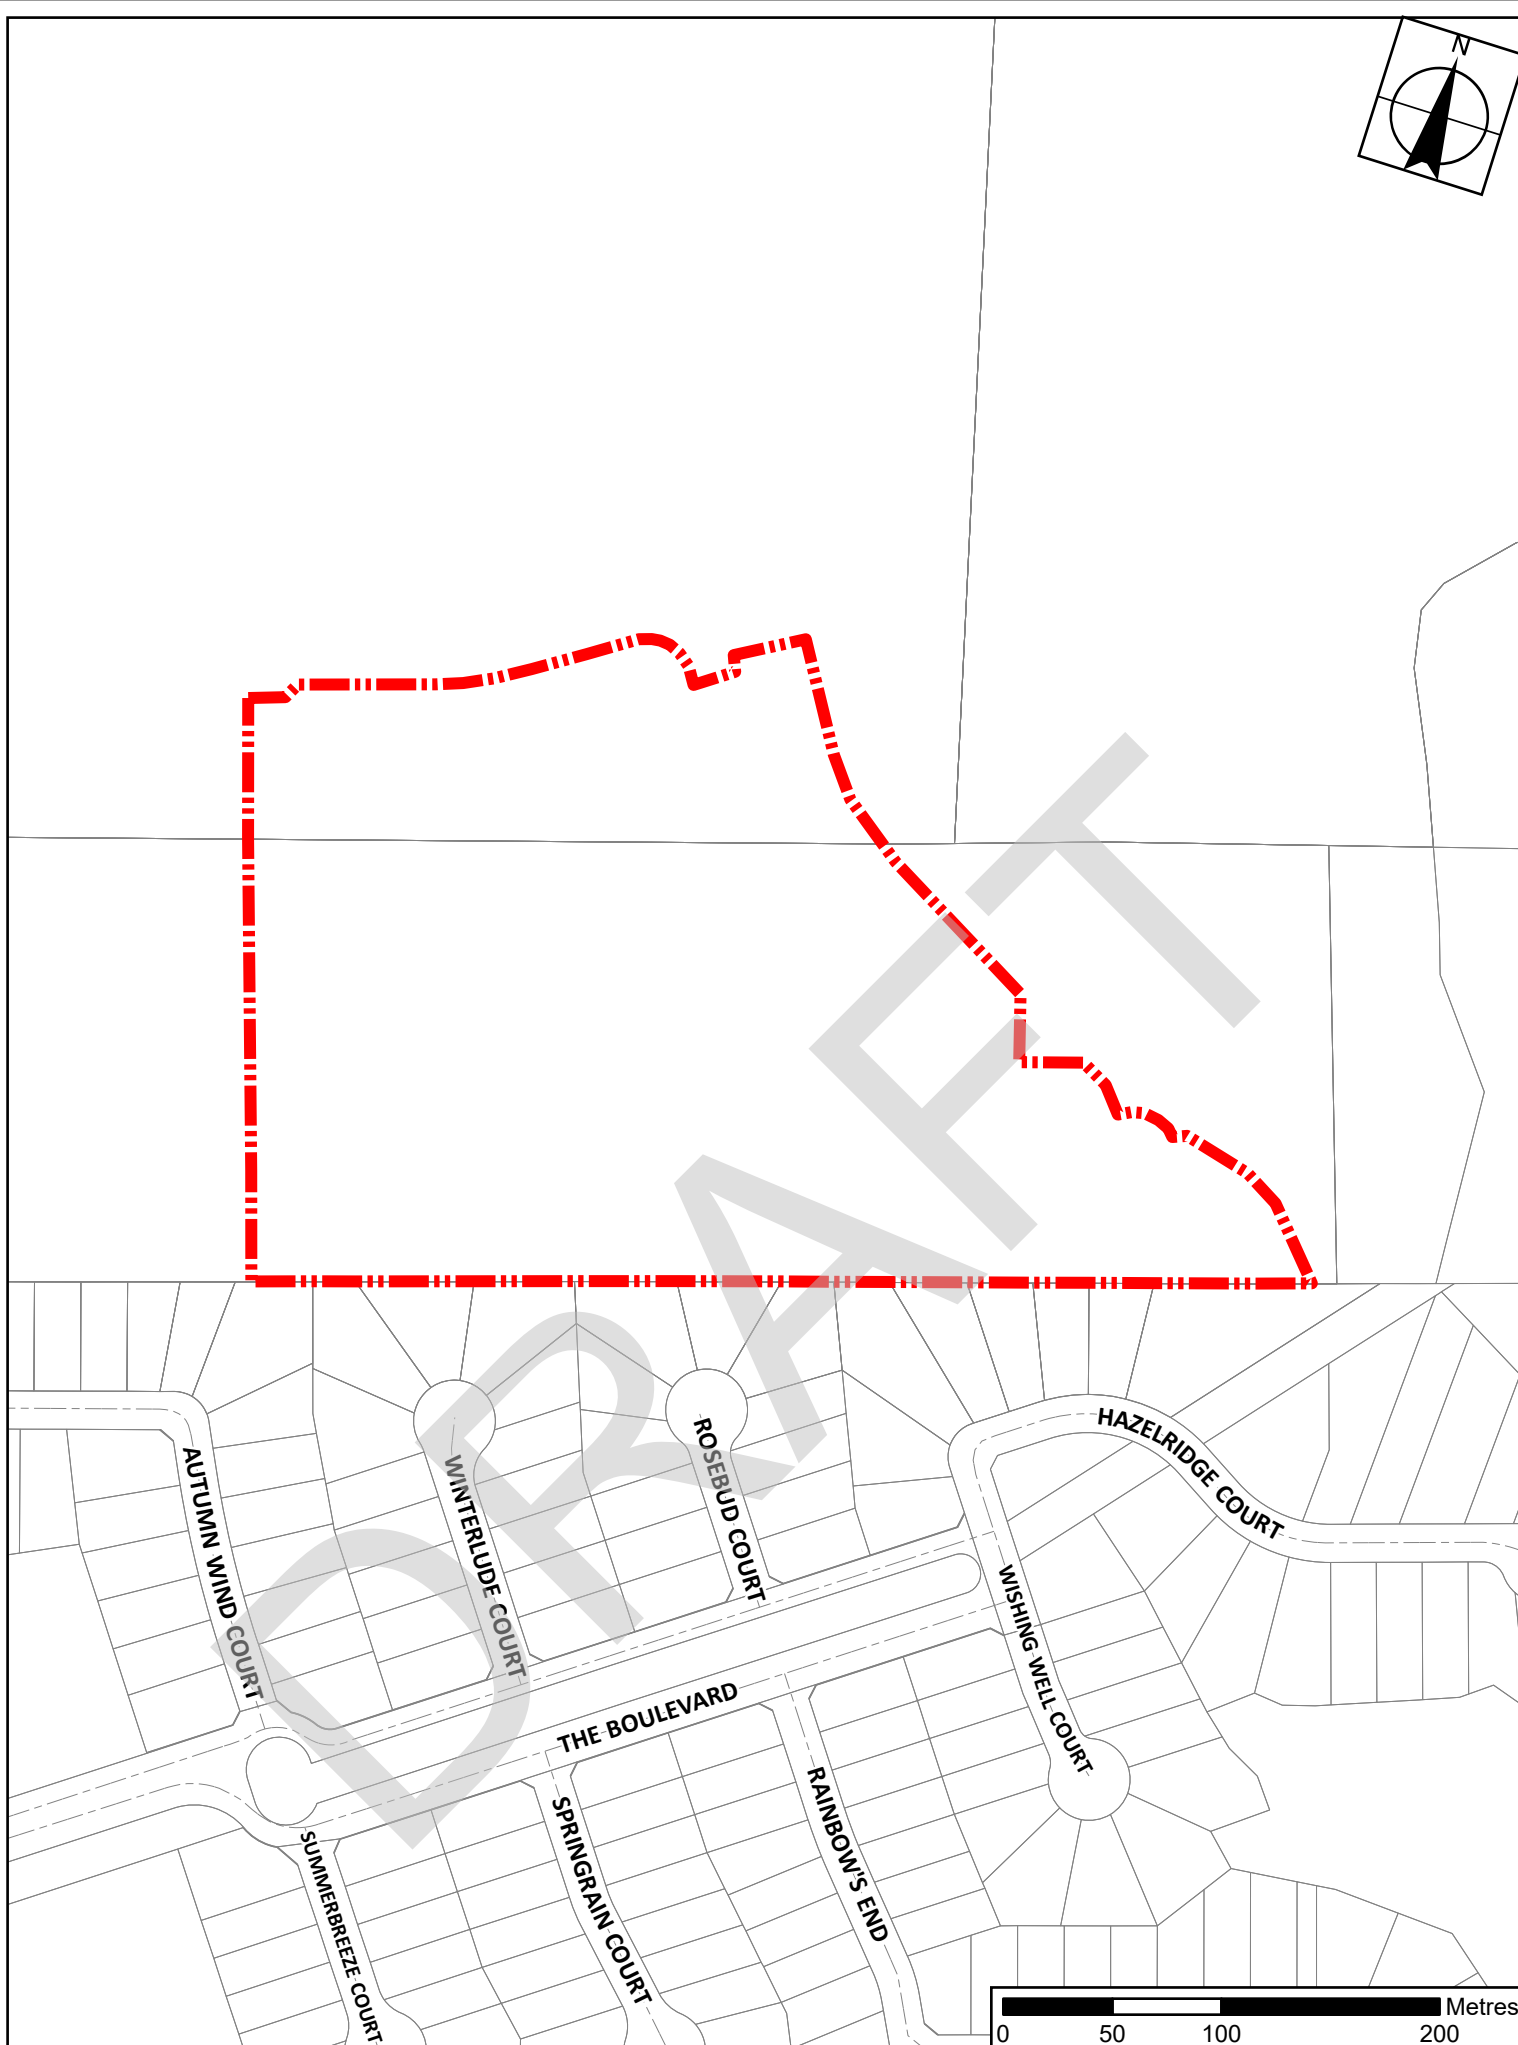 N
DRAFT
HAZELRIDGE COURT
AUTUMN WIND COURT
WINTERLUDE COURT
ROSEBUD COURT
WISHING WELL COURT
THE BOULEVARD
SUMMERBREEZE COURT
SPRINGRAIN COURT
RAINBOW'S END
Metres
0 50 100 200